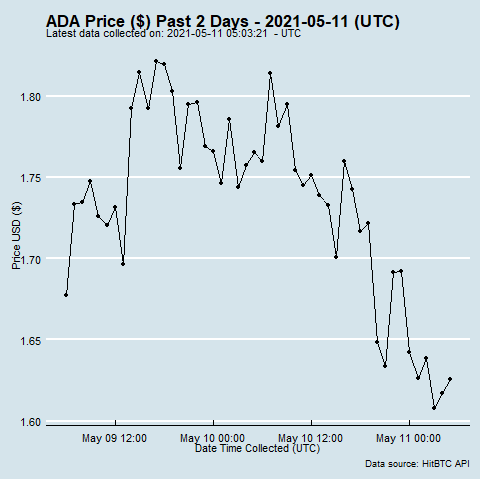 ADA Price ($) Past 2 Days - 2021-05-11 (UTC)
Latest data collected on: 2021-05-11 05:03:21  - UTC
1.80
1.75
1.70
1.65
1.60
Price USD ($)
May 09 12:00 May 10 00:00 May 10 12:00 May 11 00:00
Date Time Collected (UTC)
Data source: HitBTC API